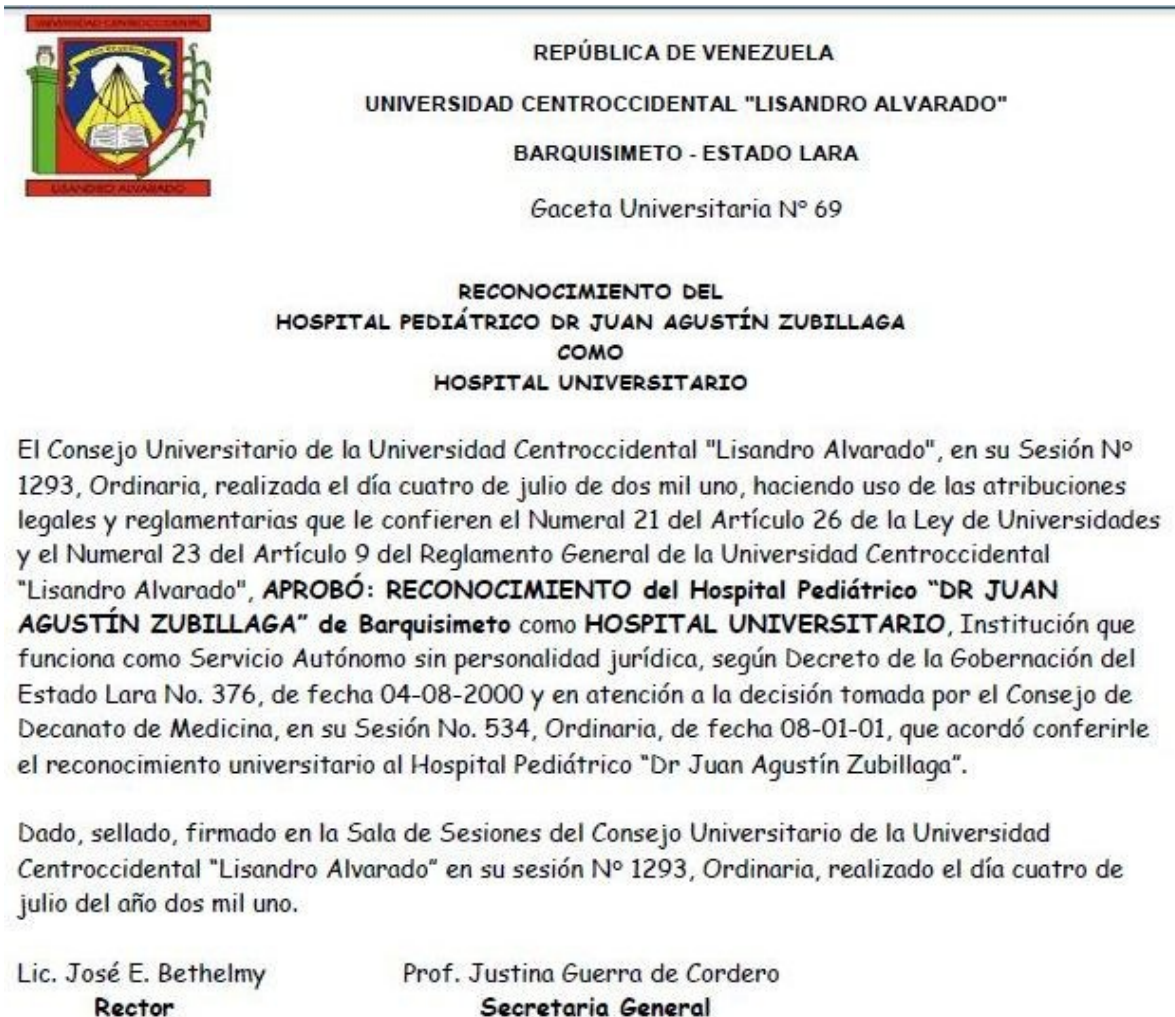 UNIVERSIDAD CENTROCCIDENTAL
LISANDRO ALVARADO
REPÚBLICA DE VENEZUELA
UNIVERSIDAD CENTROCCIDENTAL "LISANDRO ALVARADO"
BARQUISIMETO - ESTADO LARA
Gaceta Universitaria Nº 69
RECONOCIMIENTO DEL
HOSPITAL PEDIÁTRICO DR JUAN AGUSTÍN ZUBILLAGA
COMO
HOSPITAL UNIVERSITARIO
El Consejo Universitario de la Universidad Centroccidental "Lisandro Alvarado", en su Sesión Nº
1293, Ordinaria, realizada el día cuatro de julio de dos mil uno, haciendo uso de las atribuciones
legales y reglamentarias que le confieren el Numeral 21 del Artículo 26 de la Ley de Universidades
y el Numeral 23 del Artículo 9 del Reglamento General de la Universidad Centroccidental
“Lisandro Alvarado", APROBÓ: RECONOCIMIENTO del Hospital Pediátrico “DR JUAN
AGUSTÍN ZUBILLAGA” de Barquisimeto como HOSPITAL UNIVERSITARIO, Institución que
funciona como Servicio Autónomo sin personalidad jurídica, según Decreto de la Gobernación del
Estado Lara No. 376, de fecha 04-08-2000 y en atención a la decisión tomada por el Consejo de
Decanato de Medicina, en su Sesión No. 534, Ordinaria, de fecha 08-01-01, que acordó conferirle
el reconocimiento universitario al Hospital Pediátrico “Dr Juan Agustín Zubillaga”.
Dado, sellado, firmado en la Sala de Sesiones del Consejo Universitario de la Universidad
Centroccidental “Lisandro Alvarado” en su sesión Nº 1293, Ordinaria, realizado el día cuatro de
julio del año dos mil uno.
Lic. José E. Bethelmy Prof. Justina Guerra de Cordero
Rector Secretaria General